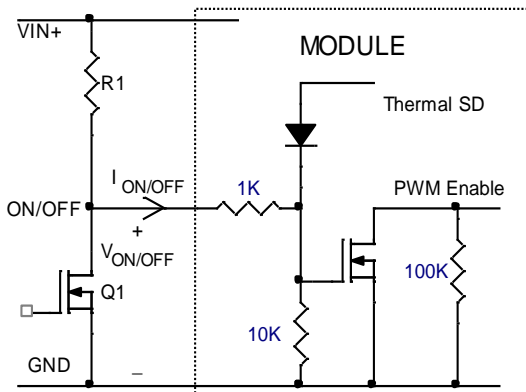 VIN+
MODULE
R1
Thermal SD
I ON/OFF
1K
PWM Enable
ON/OFF
+
V ON/OFF
100K
Q1
10K
GND
–